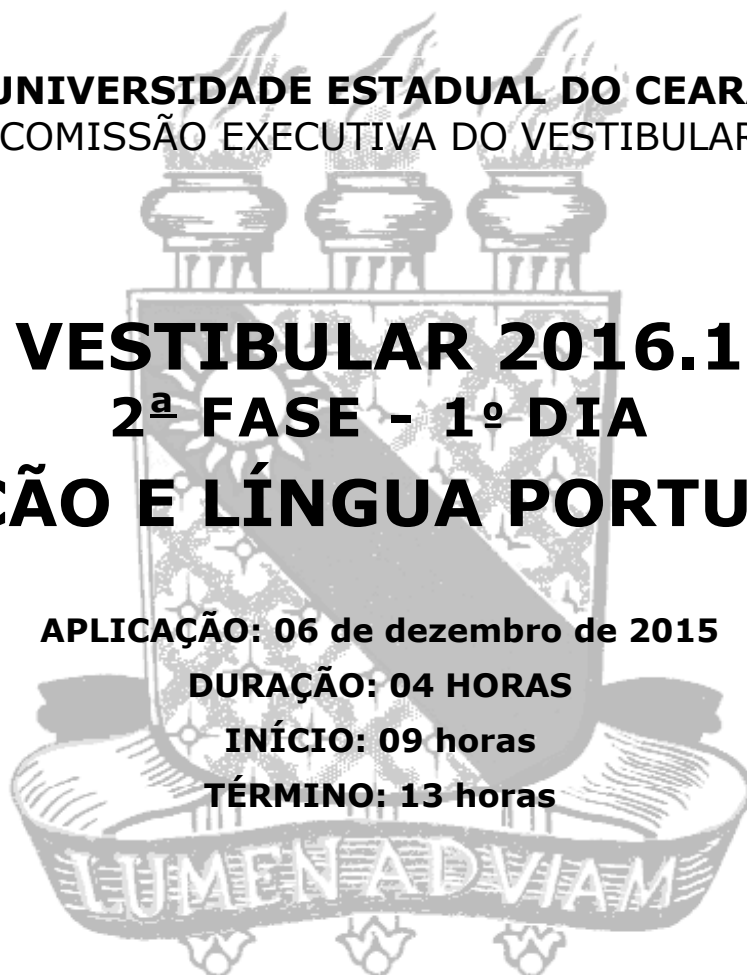 UNIVERSIDADE ESTADUAL DO CEAR
COMISSÃO EXECUTIVA DO VESTIBULAR
VESTIBULAR 2016.1
2ª FASE - 1º DIA
ÇÃO E LÍNGUA PORTU
APLICAÇÃO: 06 de dezembro de 2015
DURAÇÃO: 04 HORAS
INÍCIO: 09 horas
TÉRMINO: 13 horas
LUMEN AD VIAM